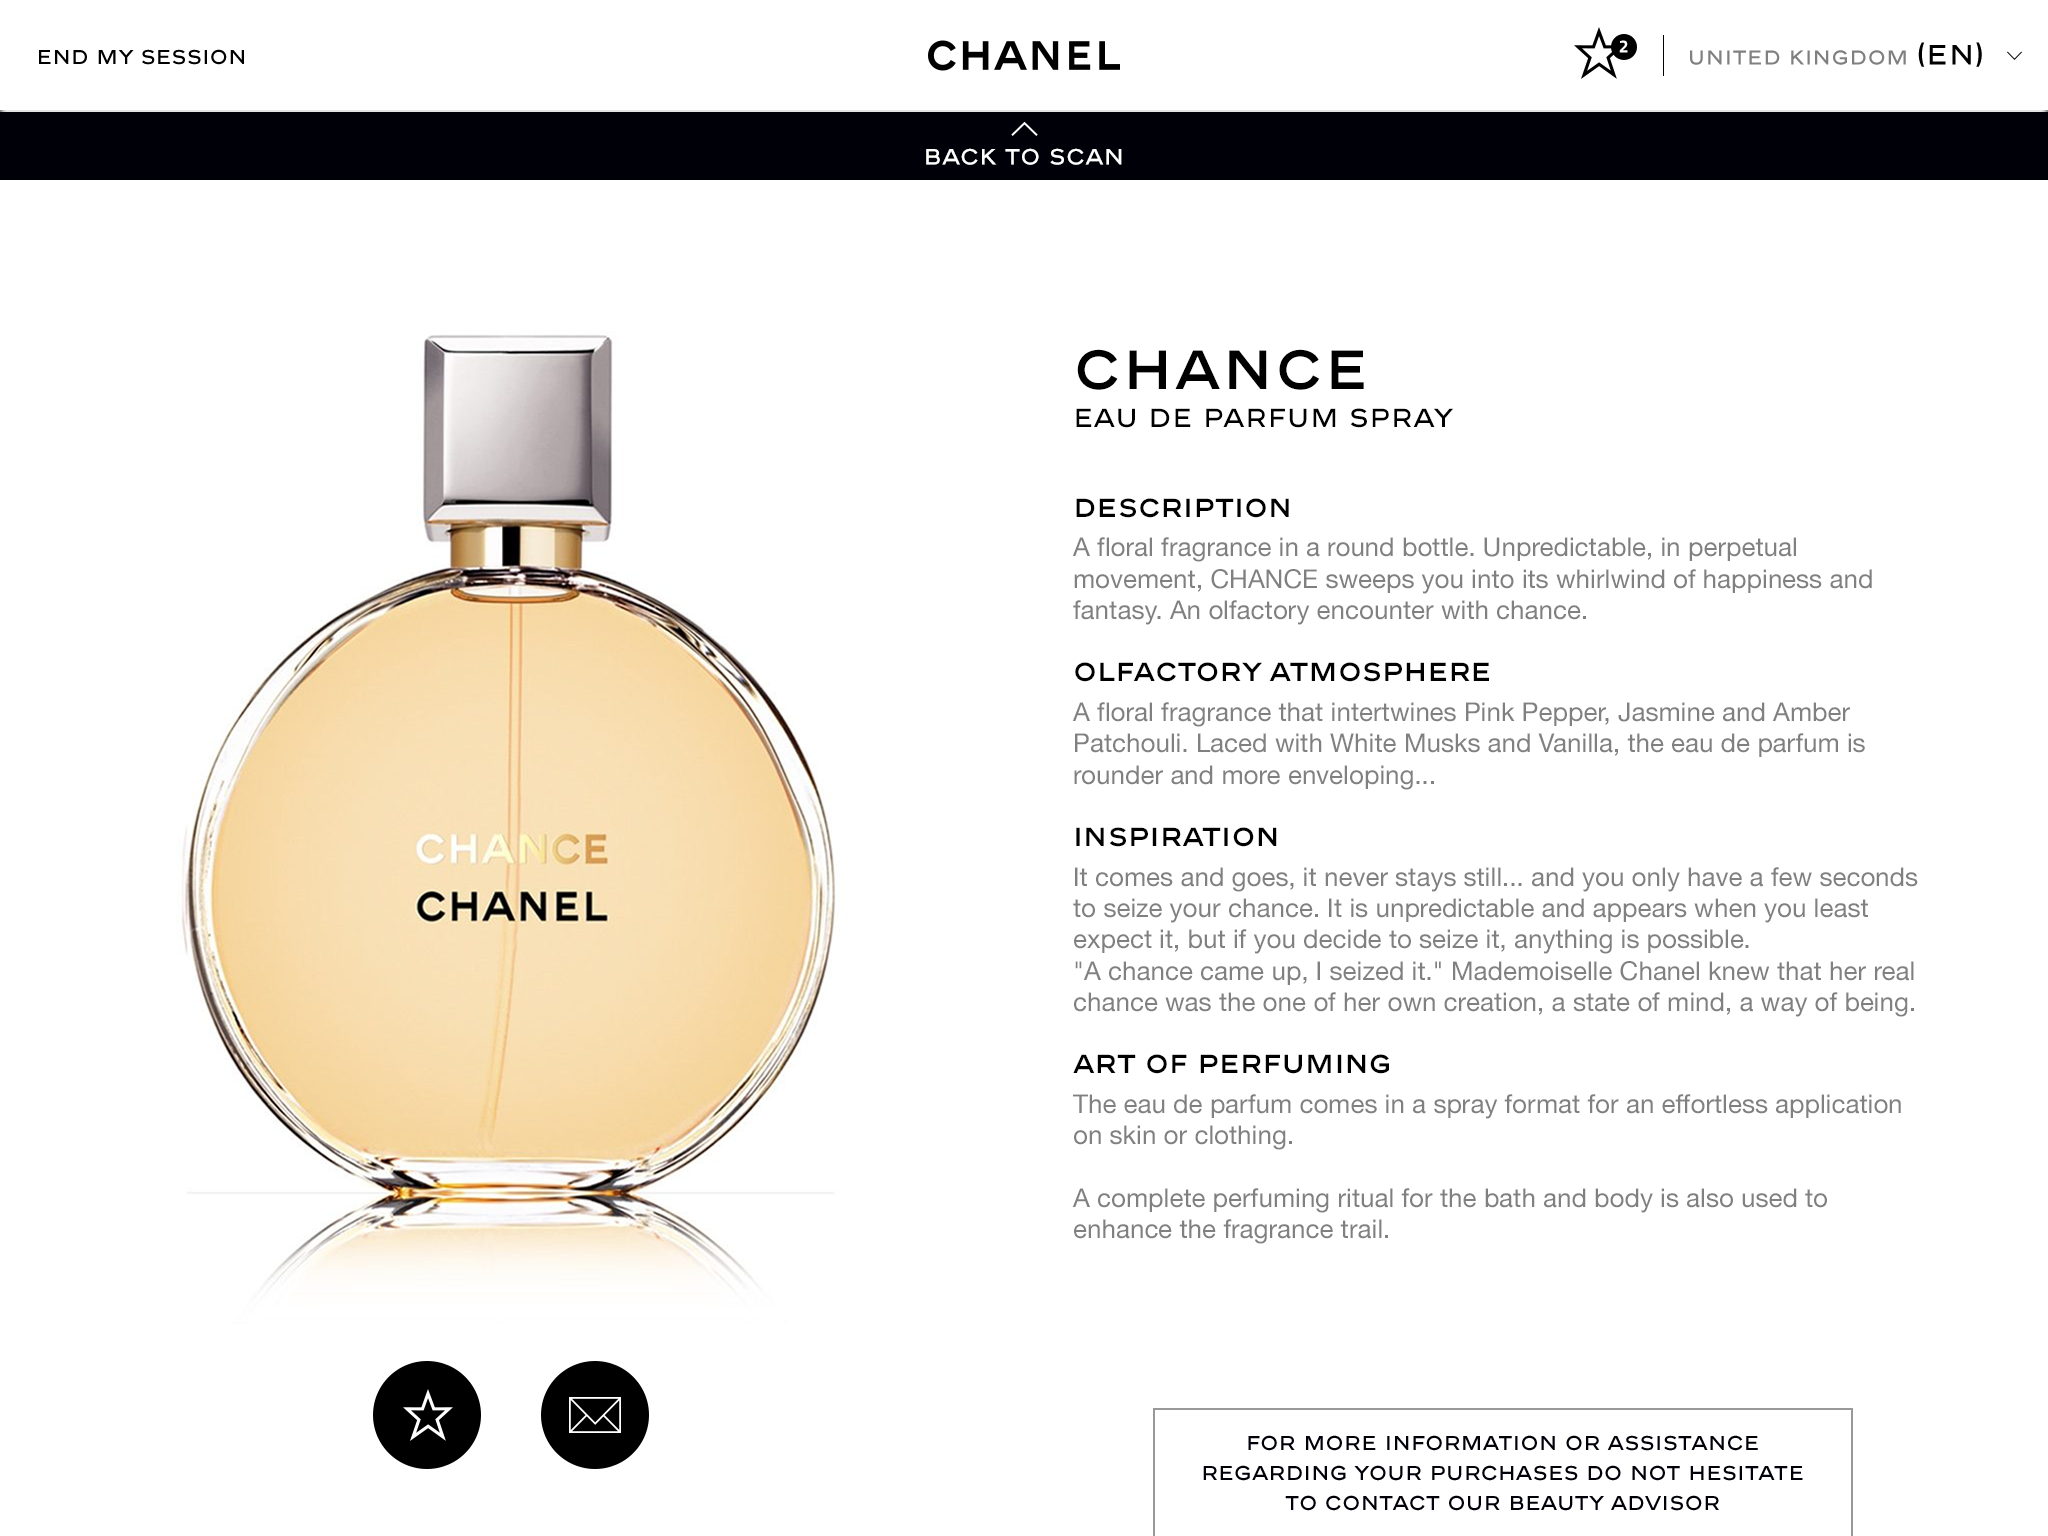 END MY SESSION
CHANEL
2
UNITED KINGDOM (EN)
BACK TO SCAN
CHANCE
CHANEL
CHANCE
EAU DE PARFUM SPRAY
DESCRIPTION
A floral fragrance in a round bottle. Unpredictable, in perpetual
movement, CHANCE sweeps you into its whirlwind of happiness and
fantasy. An olfactory encounter with chance.
OLFACTORY ATMOSPHERE
A floral fragrance that intertwines Pink Pepper, Jasmine and Amber
Patchouli. Laced with White Musks and Vanilla, the eau de parfum is
rounder and more enveloping...
INSPIRATION
It comes and goes, it never stays still... and you only have a few seconds
to seize your chance. It is unpredictable and appears when you least
expect it, but if you decide to seize it, anything is possible.
"A chance came up, I seized it." Mademoiselle Chanel knew that her real
chance was the one of her own creation, a state of mind, a way of being.
ART OF PERFUMING
The eau de parfum comes in a spray format for an effortless application
on skin or clothing.
A complete perfuming ritual for the bath and body is also used to
enhance the fragrance trail.
FOR MORE INFORMATION OR ASSISTANCE
REGARDING YOUR PURCHASES DO NOT HESITATE
TO CONTACT OUR BEAUTY ADVISOR